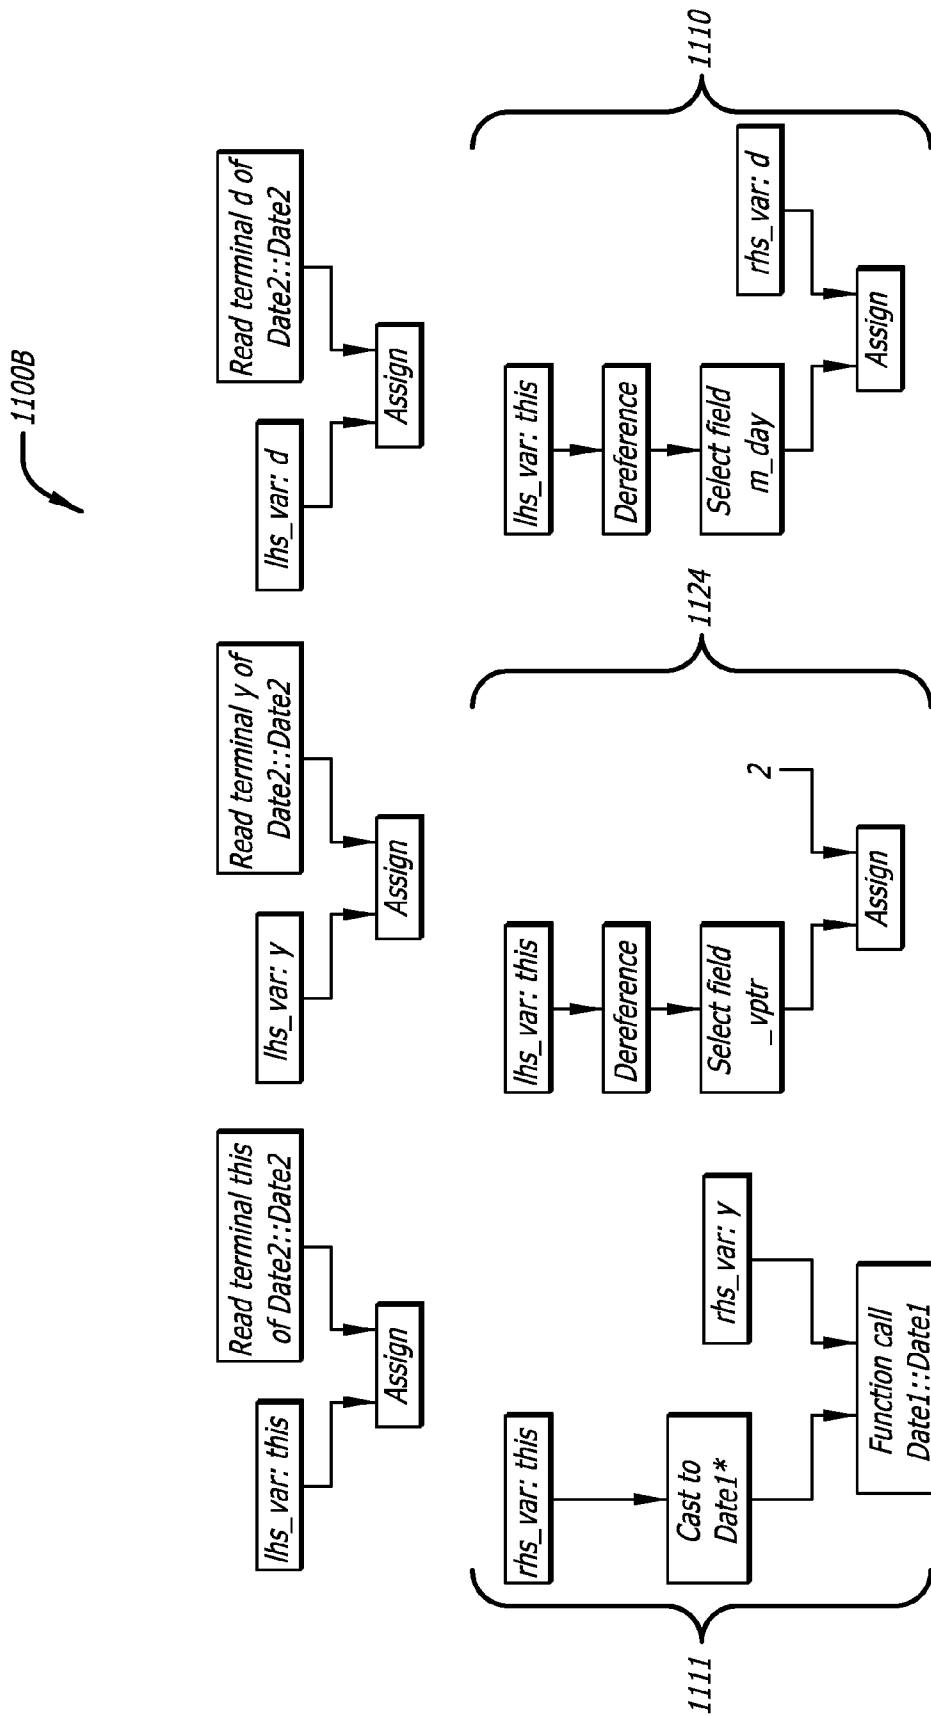 1100B
lhs_var: this
Read terminal this
of Date2::Date2
Assign
lhs_var: y
Read terminal y of
Date2::Date2
Assign
lhs_var: d
Read terminal d of
Date2::Date2
Assign
1111
rhs_var: this
Cast to
Date1*
rhs_var: y
Function call
Date1::Date1
lhs_var: this
Dereference
Select field
_vptr
2
Assign
1124
lhs_var: this
Dereference
Select field
m_day
rhs_var: d
Assign
1110